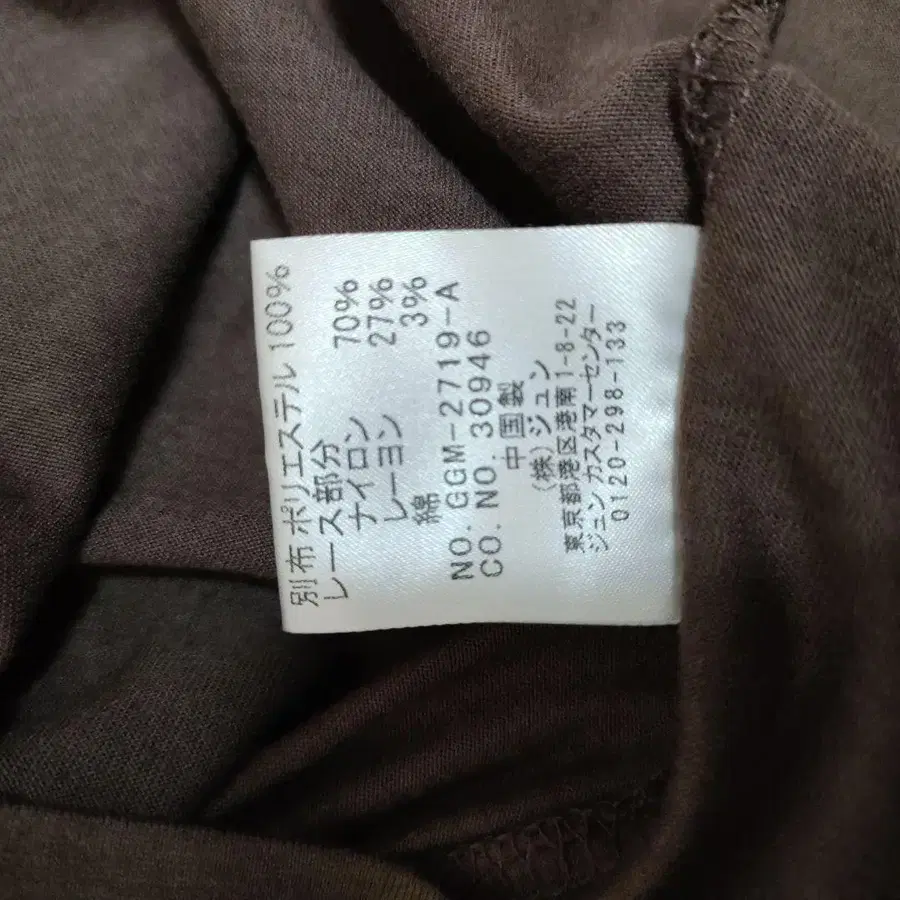 別布 ポリエステル 100%
レース部分
ナイロン 70%
レーヨン 27%
綿 3%
NO. GGM-2719-A
CO. NO. 30946
中国製
(株)ジュン
東京都港区港南1-8-22
ジュン カスタマーセンター
0120-298-133